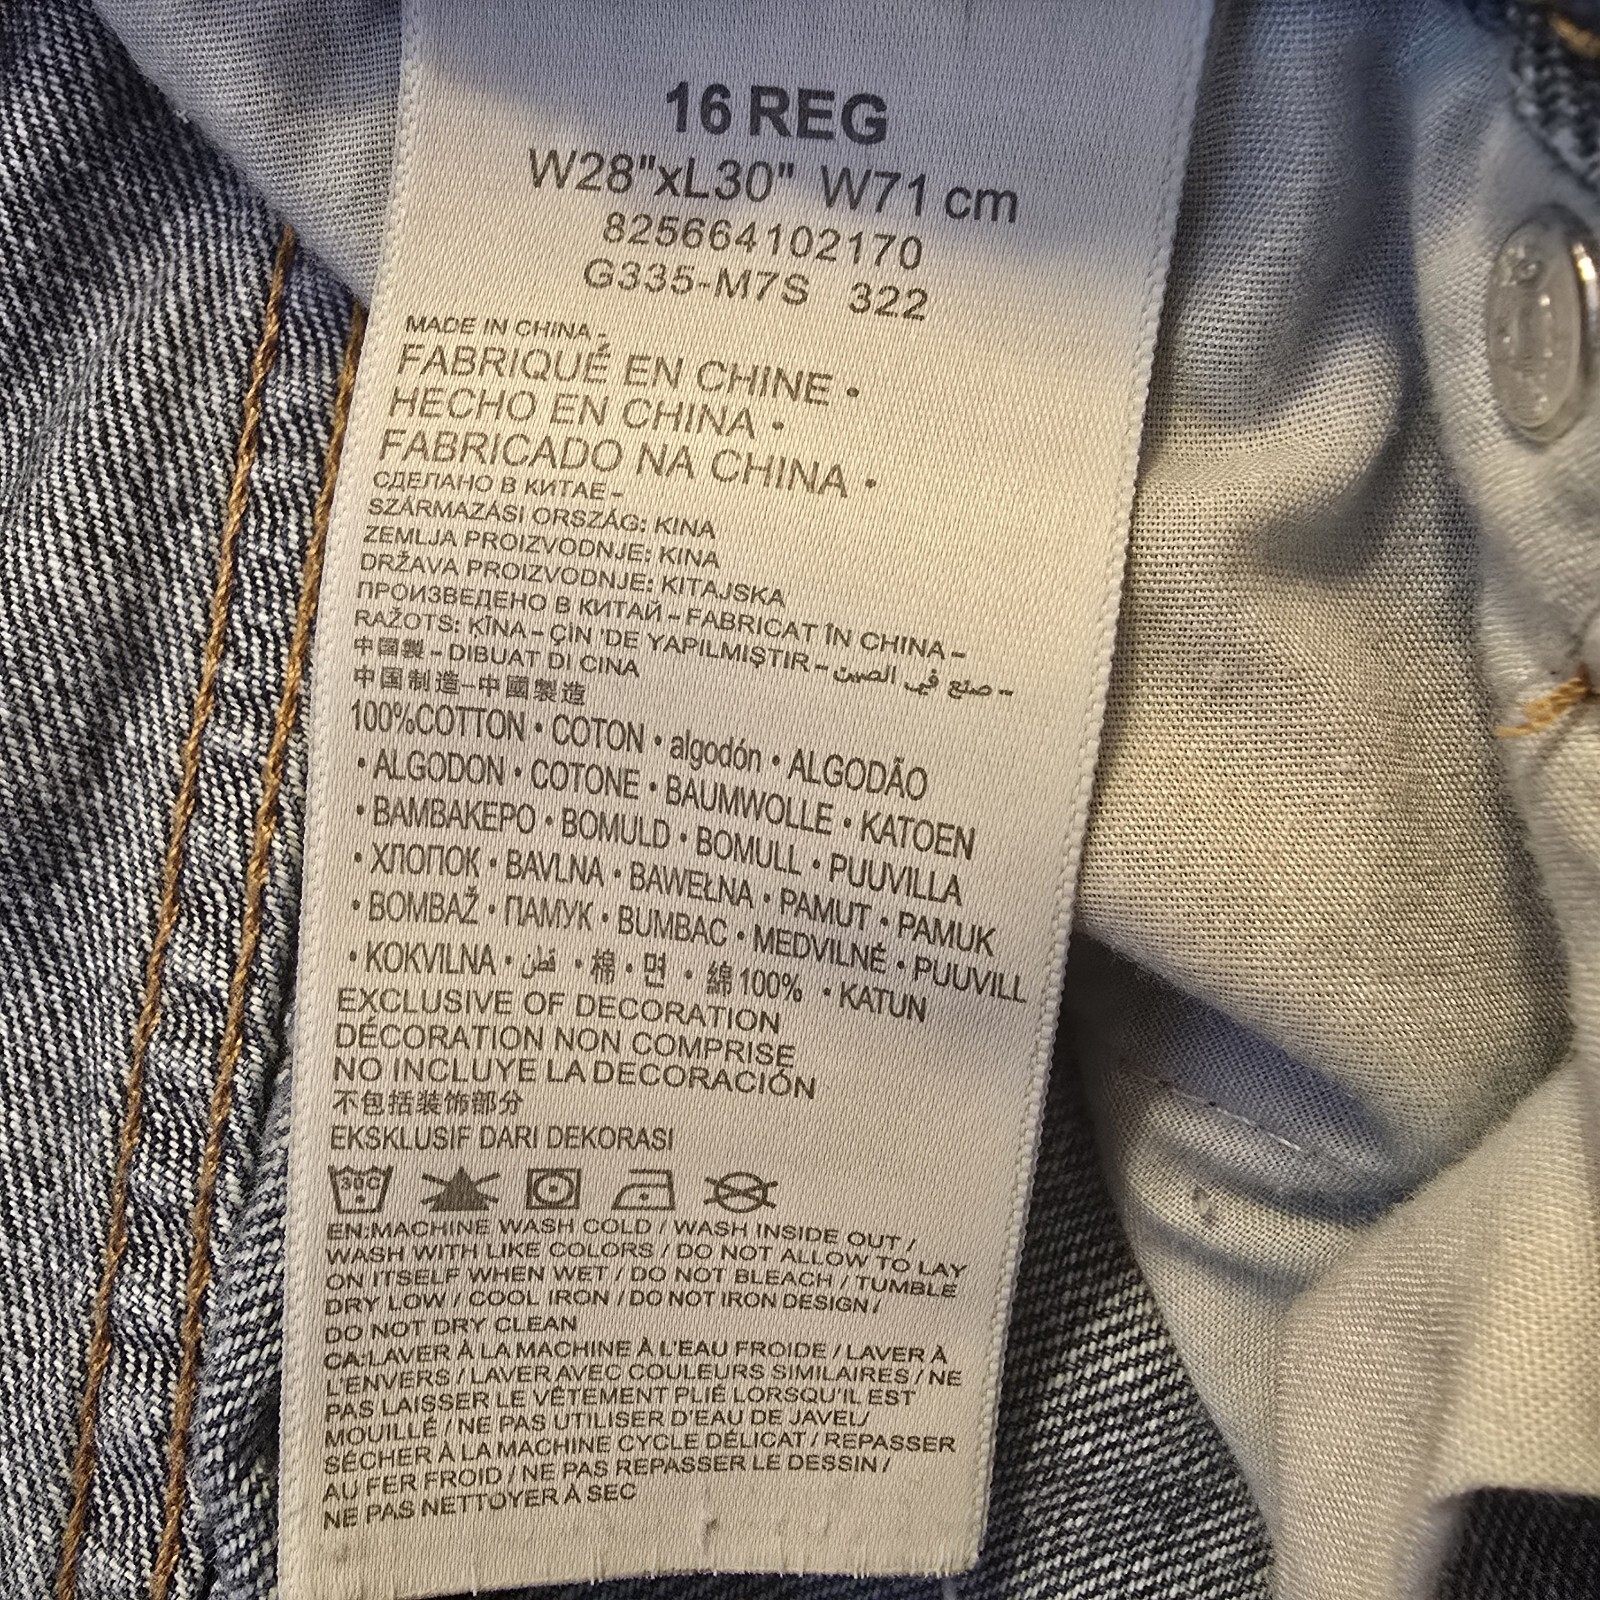 16 REG
W28"xL30" W71 cm
825664102170
G335-M7S 322
MADE IN CHINA -
FABRIQUÉ EN CHINE •
HECHO EN CHINA •
FABRICADO NA CHINA •
СДЕЛАНО В КИТАЕ -
SZÁRMAZÁSI ORSZÁG: KINA
ZEMLJA PROIZVODNJE: KINA
DRŽAVA PROIZVODNJE: KITAJSKA
ПРОИЗВЕДЕНО В КИТАЙ - FABRICAT ÎN CHINA -
RAŽOTS: ĶĪNA - ÇİN 'DE YAPILMIŞTIR - صنع في الصين -
中國製 - DIBUAT DI CINA
中国制造-中國製造
100%COTTON • COTON • algodón • ALGODÃO
• ALGODON • COTONE • BAUMWOLLE • KATOEN
• BAMBAKEPO • BOMULD • BOMULL • PUUVILLA
• ХЛОПОК • BAVLNA • BAWEŁNA • PAMUT • PAMUK
• BOMBAŽ • ПАМУК • BUMBAC • MEDVILNĖ • PUUVILL
• KOKVILNA • قطن • 棉 • 면 • 綿100% • KATUN
EXCLUSIVE OF DECORATION
DÉCORATION NON COMPRISE
NO INCLUYE LA DECORACIÓN
不包括装饰部分
EKSKLUSIF DARI DEKORASI
30C
EN:MACHINE WASH COLD / WASH INSIDE OUT /
WASH WITH LIKE COLORS / DO NOT ALLOW TO LAY
ON ITSELF WHEN WET / DO NOT BLEACH / TUMBLE
DRY LOW / COOL IRON / DO NOT IRON DESIGN /
DO NOT DRY CLEAN
CA:LAVER À LA MACHINE À L'EAU FROIDE / LAVER À
L'ENVERS / LAVER AVEC COULEURS SIMILAIRES / NE
PAS LAISSER LE VÊTEMENT PLIÉ LORSQU'IL EST
MOUILLÉ / NE PAS UTILISER D'EAU DE JAVEL/
SÉCHER À LA MACHINE CYCLE DÉLICAT / REPASSER
AU FER FROID / NE PAS REPASSER LE DESSIN /
NE PAS NETTOYER À SEC